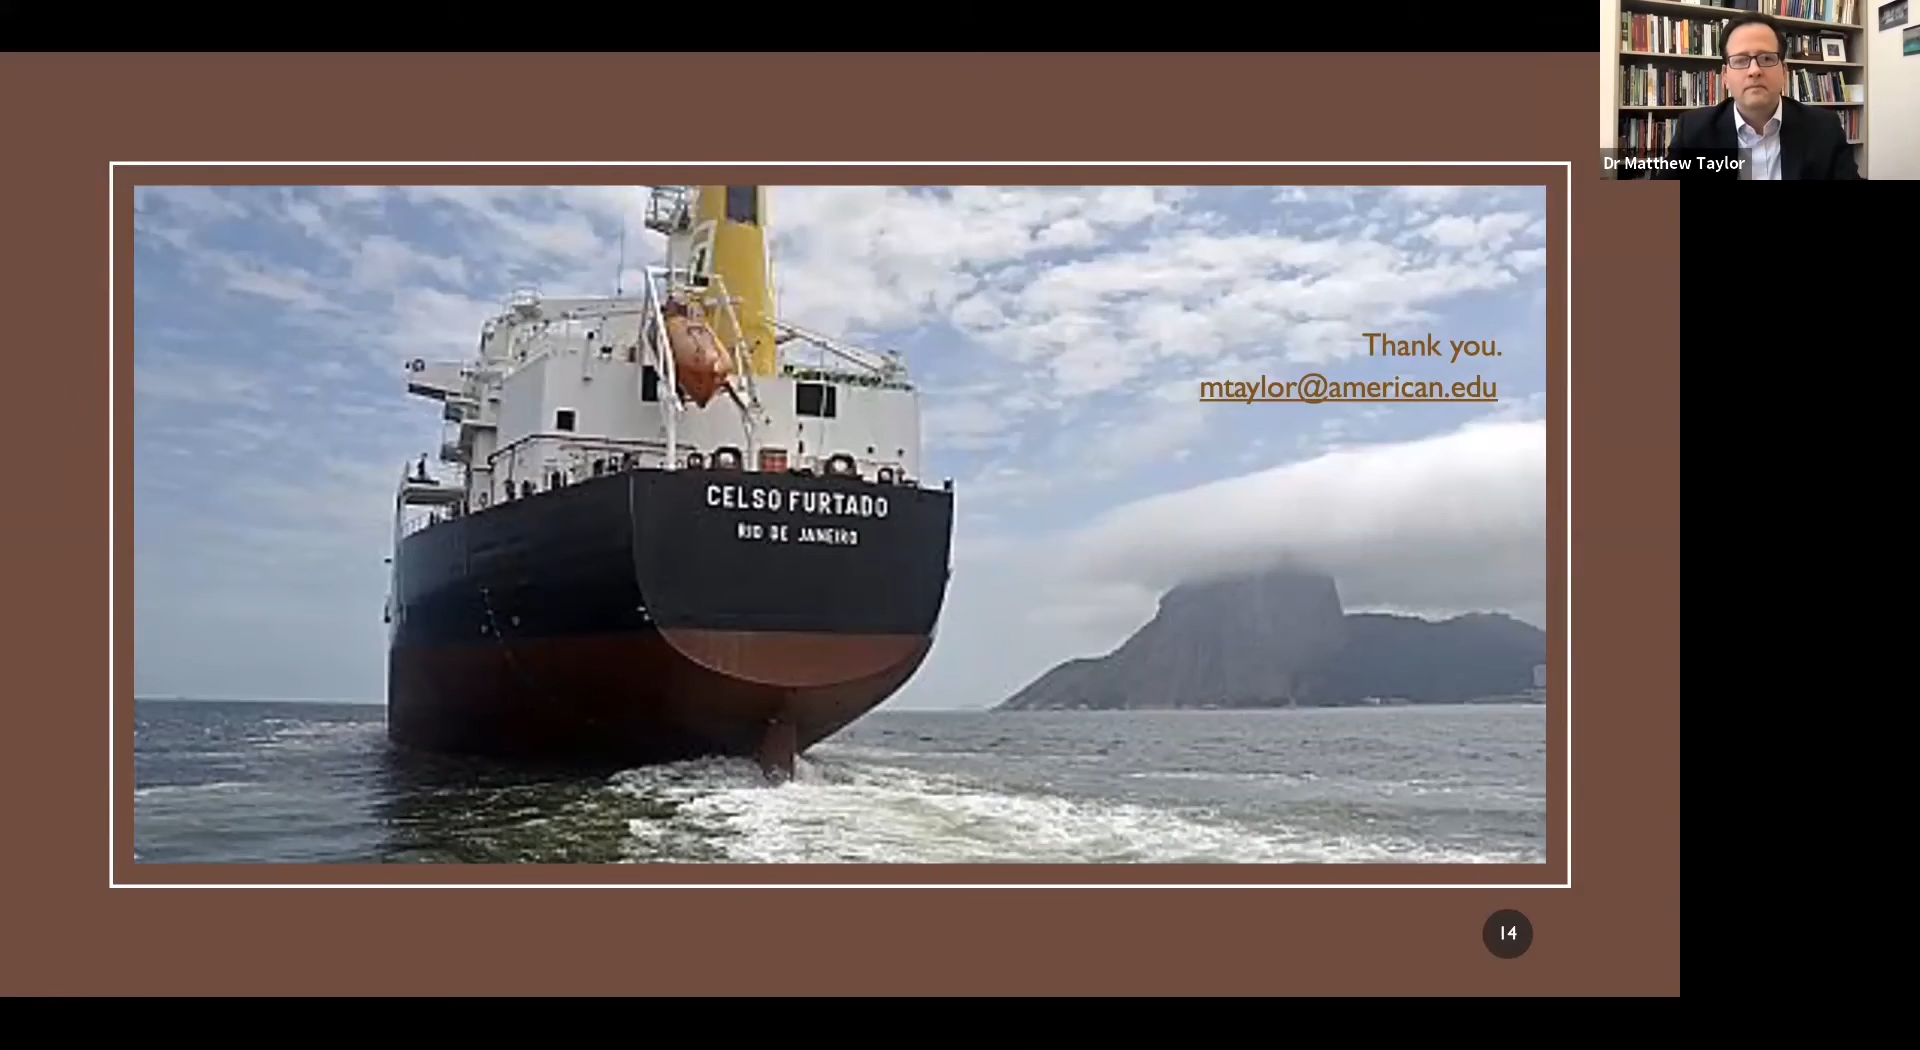 Dr Matthew Taylor
Thank you.
mtaylor@american.edu
CELSO FURTADO
RIO DE JANEIRO
14